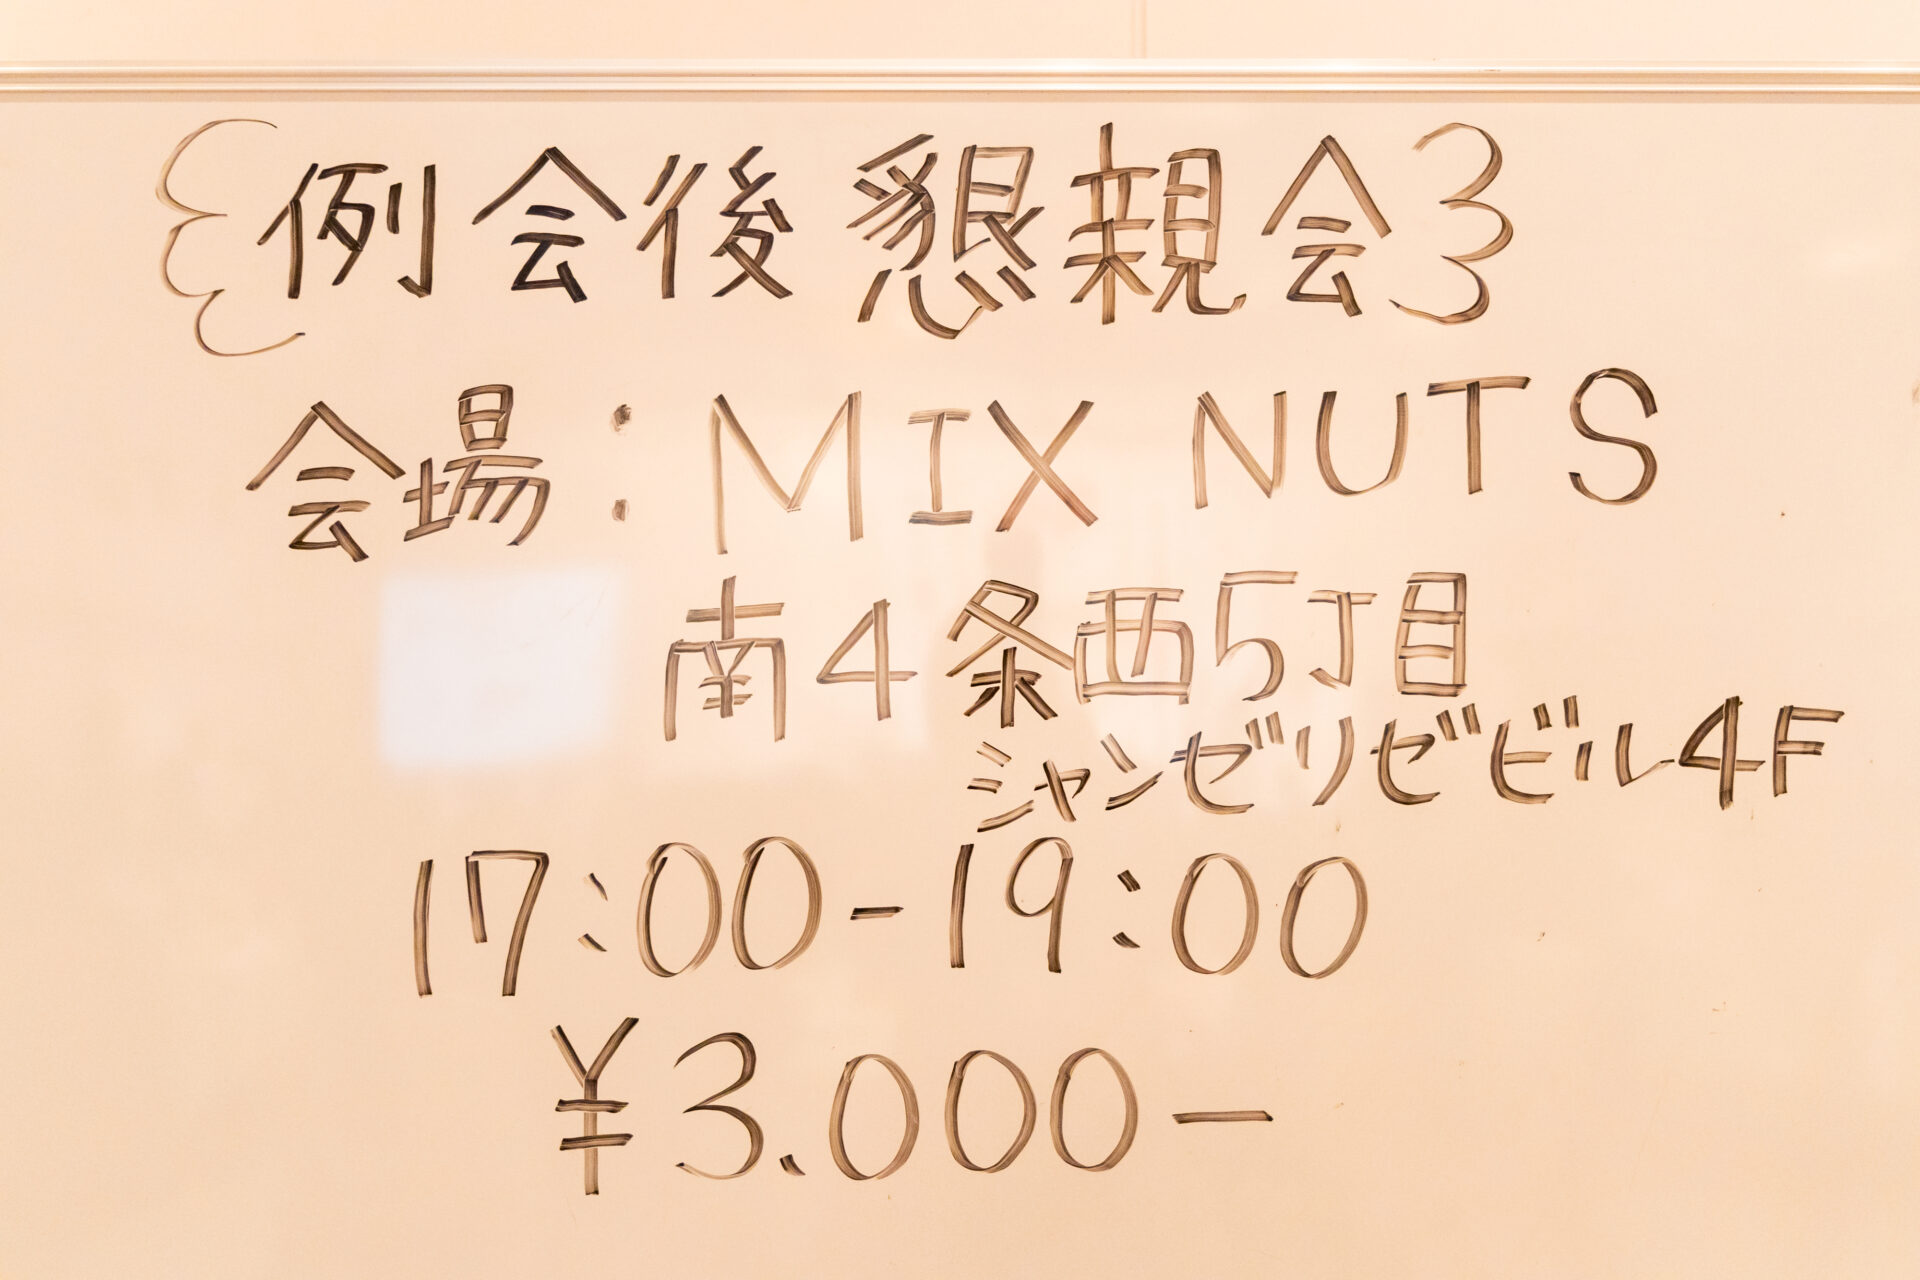 例会後 懇親会
会場：MIX NUTS
南4条西5丁目
シャンゼリゼビル4F
17:00-19:00
¥3.000-